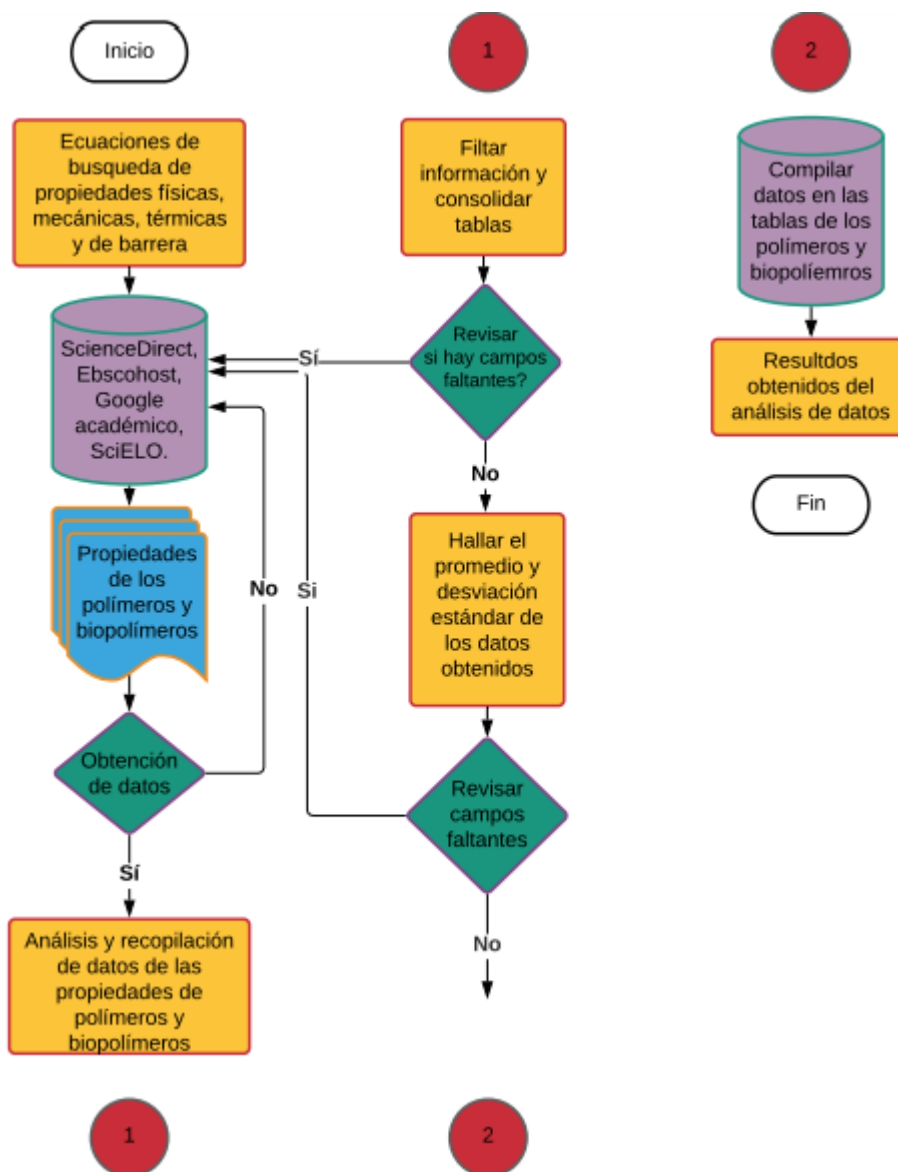 Inicio
Ecuaciones de
busqueda de
propiedades físicas,
mecánicas, térmicas
y de barrera
ScienceDirect,
Ebscohost,
Google
académico,
SciELO.
Propiedades
de los
polímeros y
biopolímeros
No
Obtención
de datos
Sí
Análisis y recopilación
de datos de las
propiedades de
polímeros y
biopolímeros
1
1
Filtar
información y
consolidar
tablas
Revisar
si hay campos
faltantes?
Sí
No
Hallar el
promedio y
desviación
estándar de
los datos
obtenidos
Si
Revisar
campos
faltantes
No
2
2
Compilar
datos en las
tablas de los
polímeros y
biopolíemros
Resultdos
obtenidos del
análisis de datos
Fin